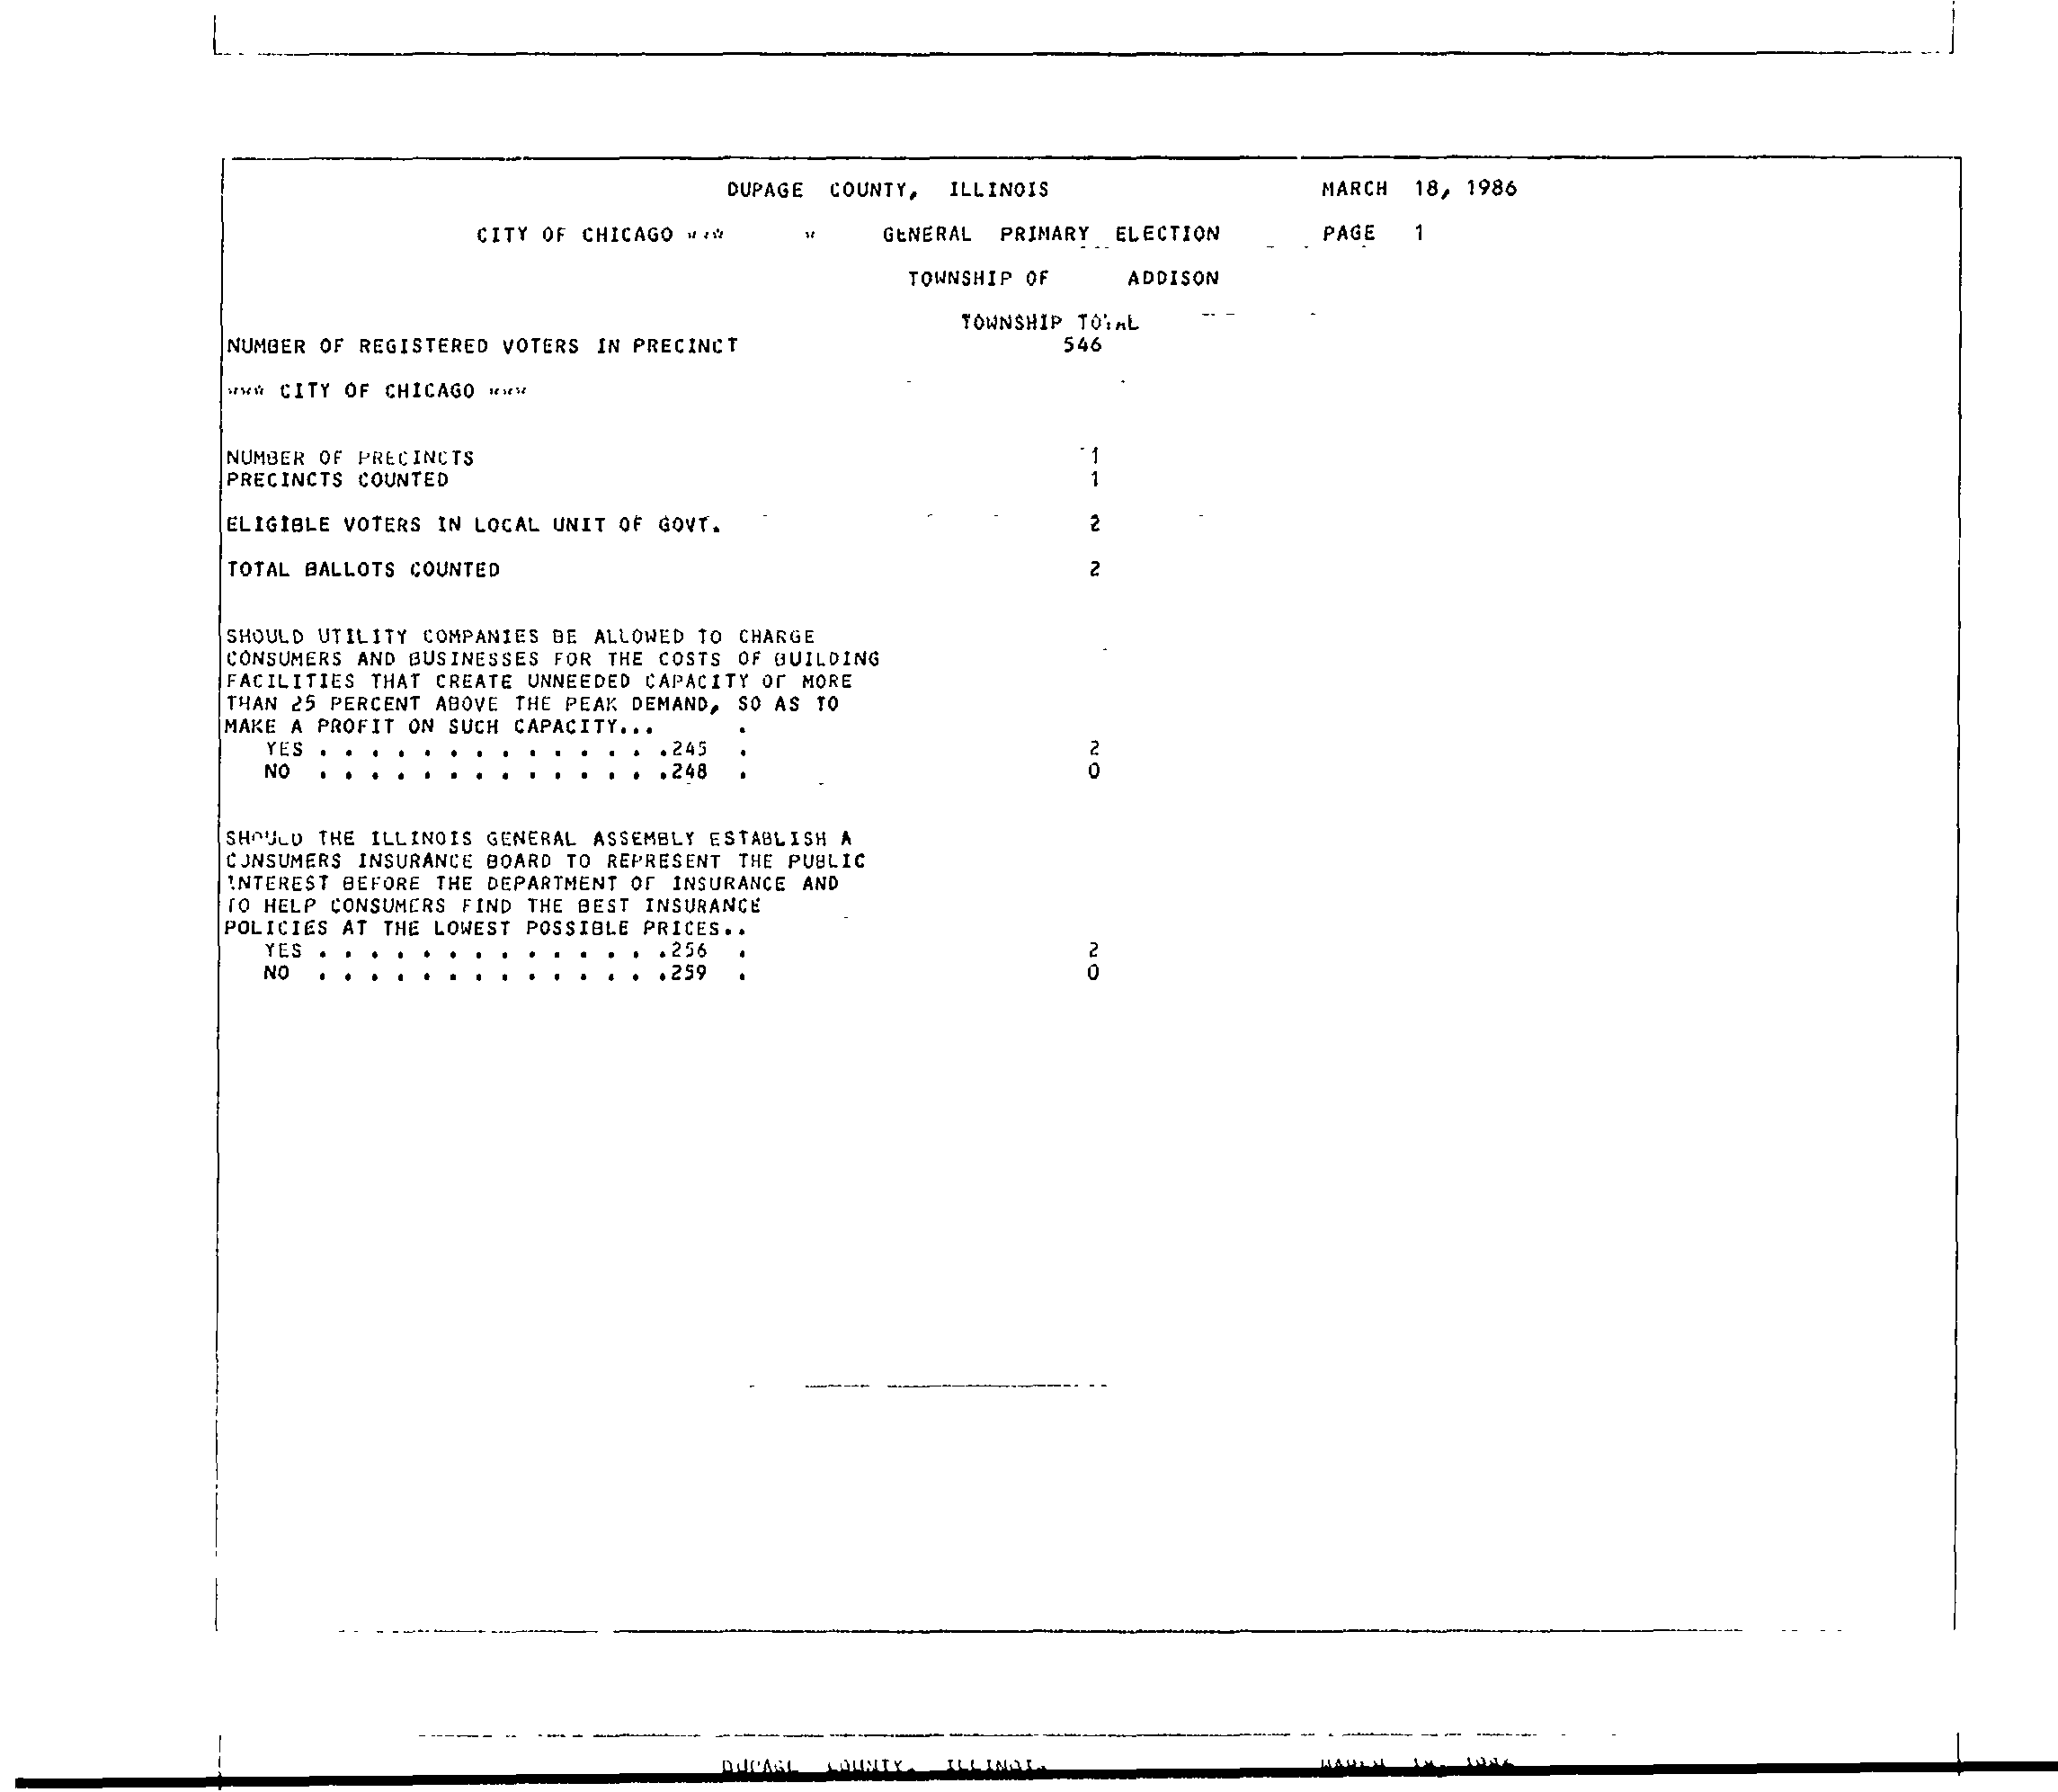 DUPAGE COUNTY, ILLINOIS MARCH 18, 1986
CITY OF CHICAGO *** * GENERAL PRIMARY ELECTION PAGE 1
TOWNSHIP OF ADDISON
TOWNSHIP TOTAL
NUMBER OF REGISTERED VOTERS IN PRECINCT 546
*** CITY OF CHICAGO ***
NUMBER OF PRECINCTS 1
PRECINCTS COUNTED 1
ELIGIBLE VOTERS IN LOCAL UNIT OF GOVT. 2
TOTAL BALLOTS COUNTED 2
SHOULD UTILITY COMPANIES BE ALLOWED TO CHARGE
CONSUMERS AND BUSINESSES FOR THE COSTS OF BUILDING
FACILITIES THAT CREATE UNNEEDED CAPACITY OF MORE
THAN 25 PERCENT ABOVE THE PEAK DEMAND, SO AS TO
MAKE A PROFIT ON SUCH CAPACITY... .
YES . . . . . . . . . . . . . .245 . 2
NO . . . . . . . . . . . . . .248 . 0
SHOULD THE ILLINOIS GENERAL ASSEMBLY ESTABLISH A
CONSUMERS INSURANCE BOARD TO REPRESENT THE PUBLIC
INTEREST BEFORE THE DEPARTMENT OF INSURANCE AND
TO HELP CONSUMERS FIND THE BEST INSURANCE
POLICIES AT THE LOWEST POSSIBLE PRICES..
YES . . . . . . . . . . . . . .256 . 2
NO . . . . . . . . . . . . . .259 . 0
DUPAGE COUNTY, ILLINOIS MARCH 18, 1986